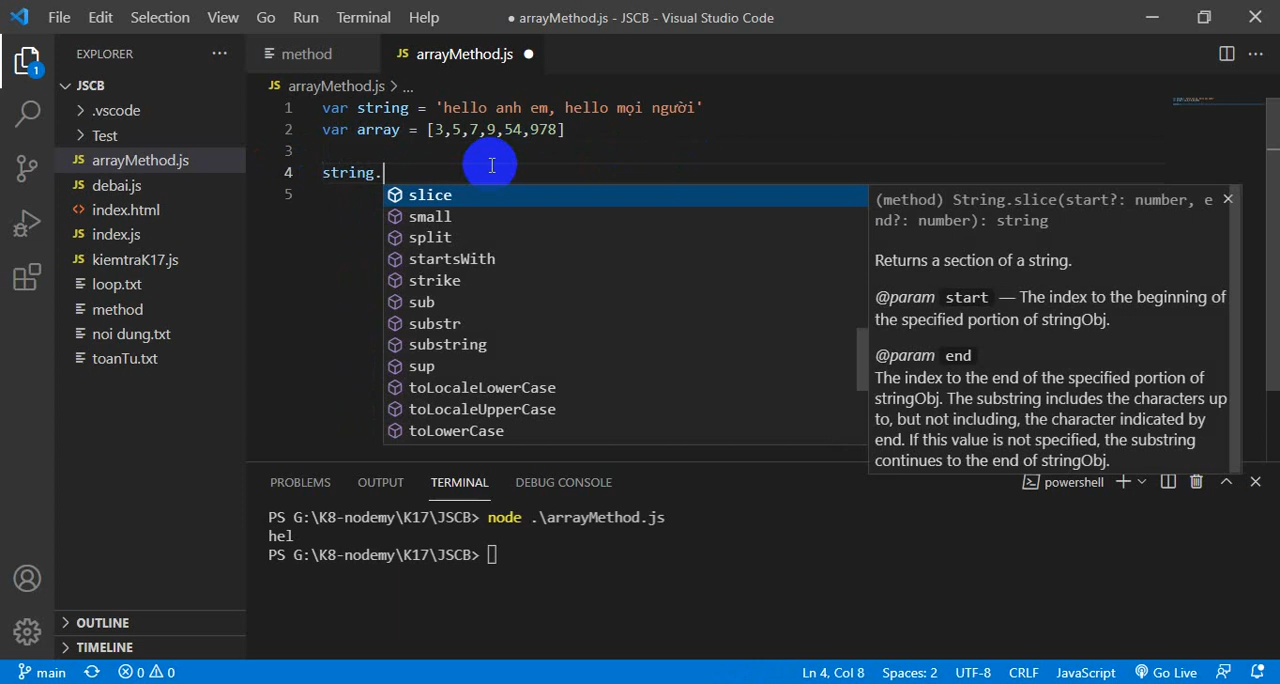 File Edit Selection View Go Run Terminal Help ● arrayMethod.js - JSCB - Visual Studio Code
EXPLORER ··· method JS arrayMethod.js ●
JSCB
JS arrayMethod.js > ...
.vscode
Test
JS arrayMethod.js
JS debai.js
index.html
JS index.js
JS kiemtraK17.js
loop.txt
method
noi dung.txt
toanTu.txt
OUTLINE
TIMELINE
1 var string = 'hello anh em, hello mọi người'
2 var array = [3,5,7,9,54,978]
3
4 string.
5
slice
small
split
startsWith
strike
sub
substr
substring
sup
toLocaleLowerCase
toLocaleUpperCase
toLowerCase
(method) String.slice(start?: number, e
nd?: number): string
Returns a section of a string.
@param start — The index to the beginning of
the specified portion of stringObj.
@param end
The index to the end of the specified portion of
stringObj. The substring includes the characters up
to, but not including, the character indicated by
end. If this value is not specified, the substring
continues to the end of stringObj.
PROBLEMS OUTPUT TERMINAL DEBUG CONSOLE powershell
PS G:\K8-nodemy\K17\JSCB> node .\arrayMethod.js
hel
PS G:\K8-nodemy\K17\JSCB>
1
main 0 0 Ln 4, Col 8 Spaces: 2 UTF-8 CRLF JavaScript Go Live